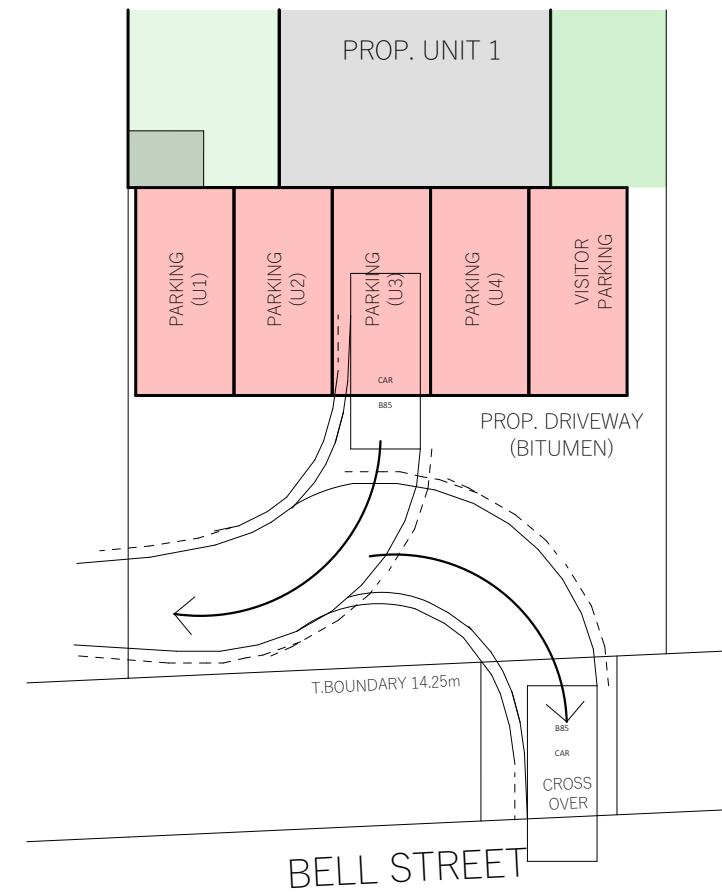 PROP. UNIT 1
PARKING
(U1)
PARKING
(U2)
PARKING
(U3)
PARKING
(U4)
VISITOR
PARKING
CAR
B85
PROP. DRIVEWAY
(BITUMEN)
T.BOUNDARY 14.25m
B85
CAR
CROSS
OVER
BELL STREET